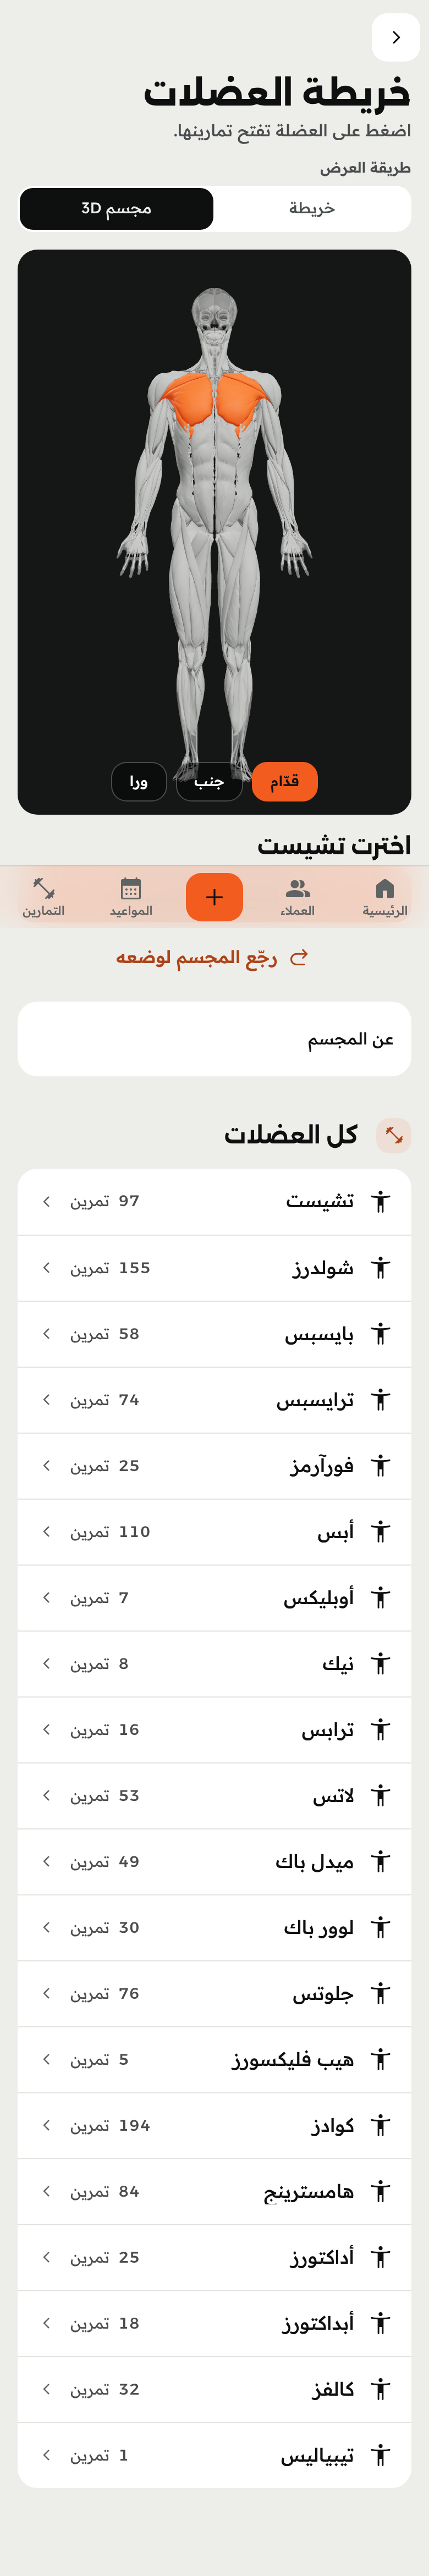 خريطة العضلات
اضغط على العضلة تفتح تمارينها.
طريقة العرض
خريطة
مجسم 3D
قدّام
جنب
ورا
اخترت تشيست
الرئيسية
العملاء
المواعيد
التمارين
رجّع المجسم لوضعه
عن المجسم
كل العضلات
تشيست 97 تمرين
شولدرز 155 تمرين
بايسبس 58 تمرين
ترايسبس 74 تمرين
فورآرمز 25 تمرين
أبس 110 تمرين
أوبليكس 7 تمرين
نيك 8 تمرين
ترابس 16 تمرين
لاتس 53 تمرين
ميدل باك 49 تمرين
لوور باك 30 تمرين
جلوتس 76 تمرين
هيب فليكسورز 5 تمرين
كوادز 194 تمرين
هامسترينج 84 تمرين
أداكتورز 25 تمرين
أبداكتورز 18 تمرين
كالفز 32 تمرين
تيبياليس 1 تمرين